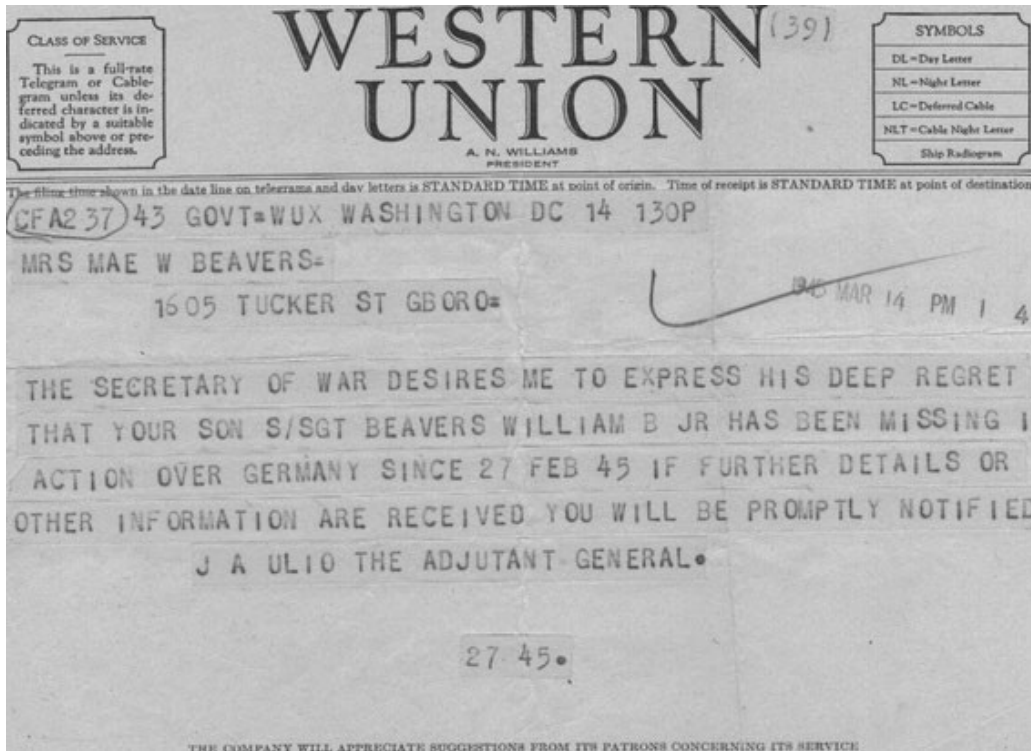 CLASS OF SERVICE
This is a full-rate
Telegram or Cable-
gram unless its de-
ferred character is in-
dicated by a suitable
symbol above or pre-
ceding the address.
WESTERN
UNION
A. N. WILLIAMS
PRESIDENT
(39)
SYMBOLS
DL=Day Letter
NL=Night Letter
LC=Deferred Cable
NLT=Cable Night Letter
Ship Radiogram
The filing time shown in the date line on telegrams and day letters is STANDARD TIME at point of origin. Time of receipt is STANDARD TIME at point of destination
CFA237 43 GOVT=WUX WASHINGTON DC 14 130P
MRS MAE W BEAVERS=
1605 TUCKER ST GBORO=
1945 MAR 14 PM 1 4
THE SECRETARY OF WAR DESIRES ME TO EXPRESS HIS DEEP REGRET
THAT YOUR SON S/SGT BEAVERS WILLIAM B JR HAS BEEN MISSING I
ACTION OVER GERMANY SINCE 27 FEB 45 IF FURTHER DETAILS OR
OTHER INFORMATION ARE RECEIVED YOU WILL BE PROMPTLY NOTIFIED
J A ULIO THE ADJUTANT GENERAL.
27 45.
THE COMPANY WILL APPRECIATE SUGGESTIONS FROM ITS PATRONS CONCERNING ITS SERVICE